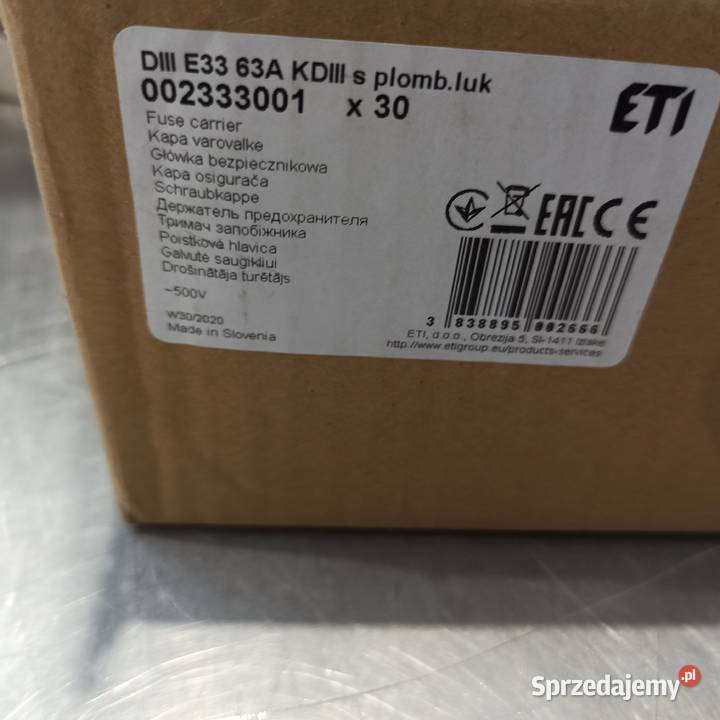 DIII E33 63A KDIII s plomb.luk
002333001 x 30
ETI
Fuse carrier
Kapa varovalke
Główka bezpiecznikowa
Kapa osigurača
Schraubkappe
Держатель предохранителя
Тримач запобіжника
Poistkové hlavica
Galvutė saugikliui
Drošinātāja turētājs
~500V
W30/2020
Made in Slovenia
EAC CE
3 838895 002666
ETI, d.o.o., Obrezija 5, SI-1411 Izlake
http://www.etigroup.eu/products-services
Sprzedajemy.pl